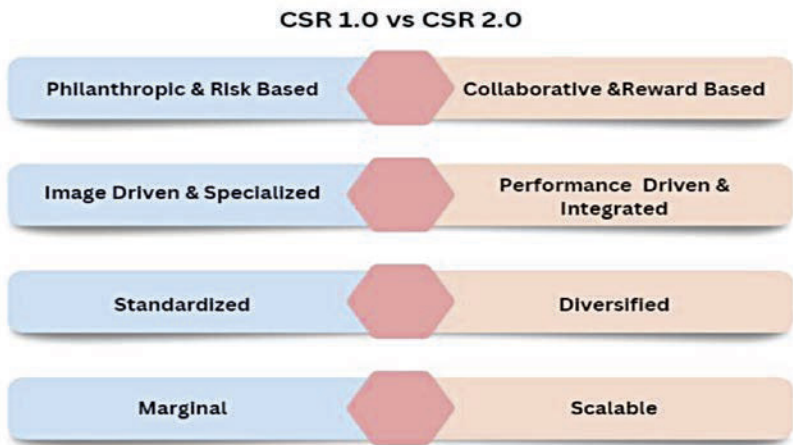 CSR 1.0 vs CSR 2.0
Philanthropic & Risk Based
Collaborative &Reward Based
Image Driven & Specialized
Performance Driven &
Integrated
Standardized
Diversified
Marginal
Scalable